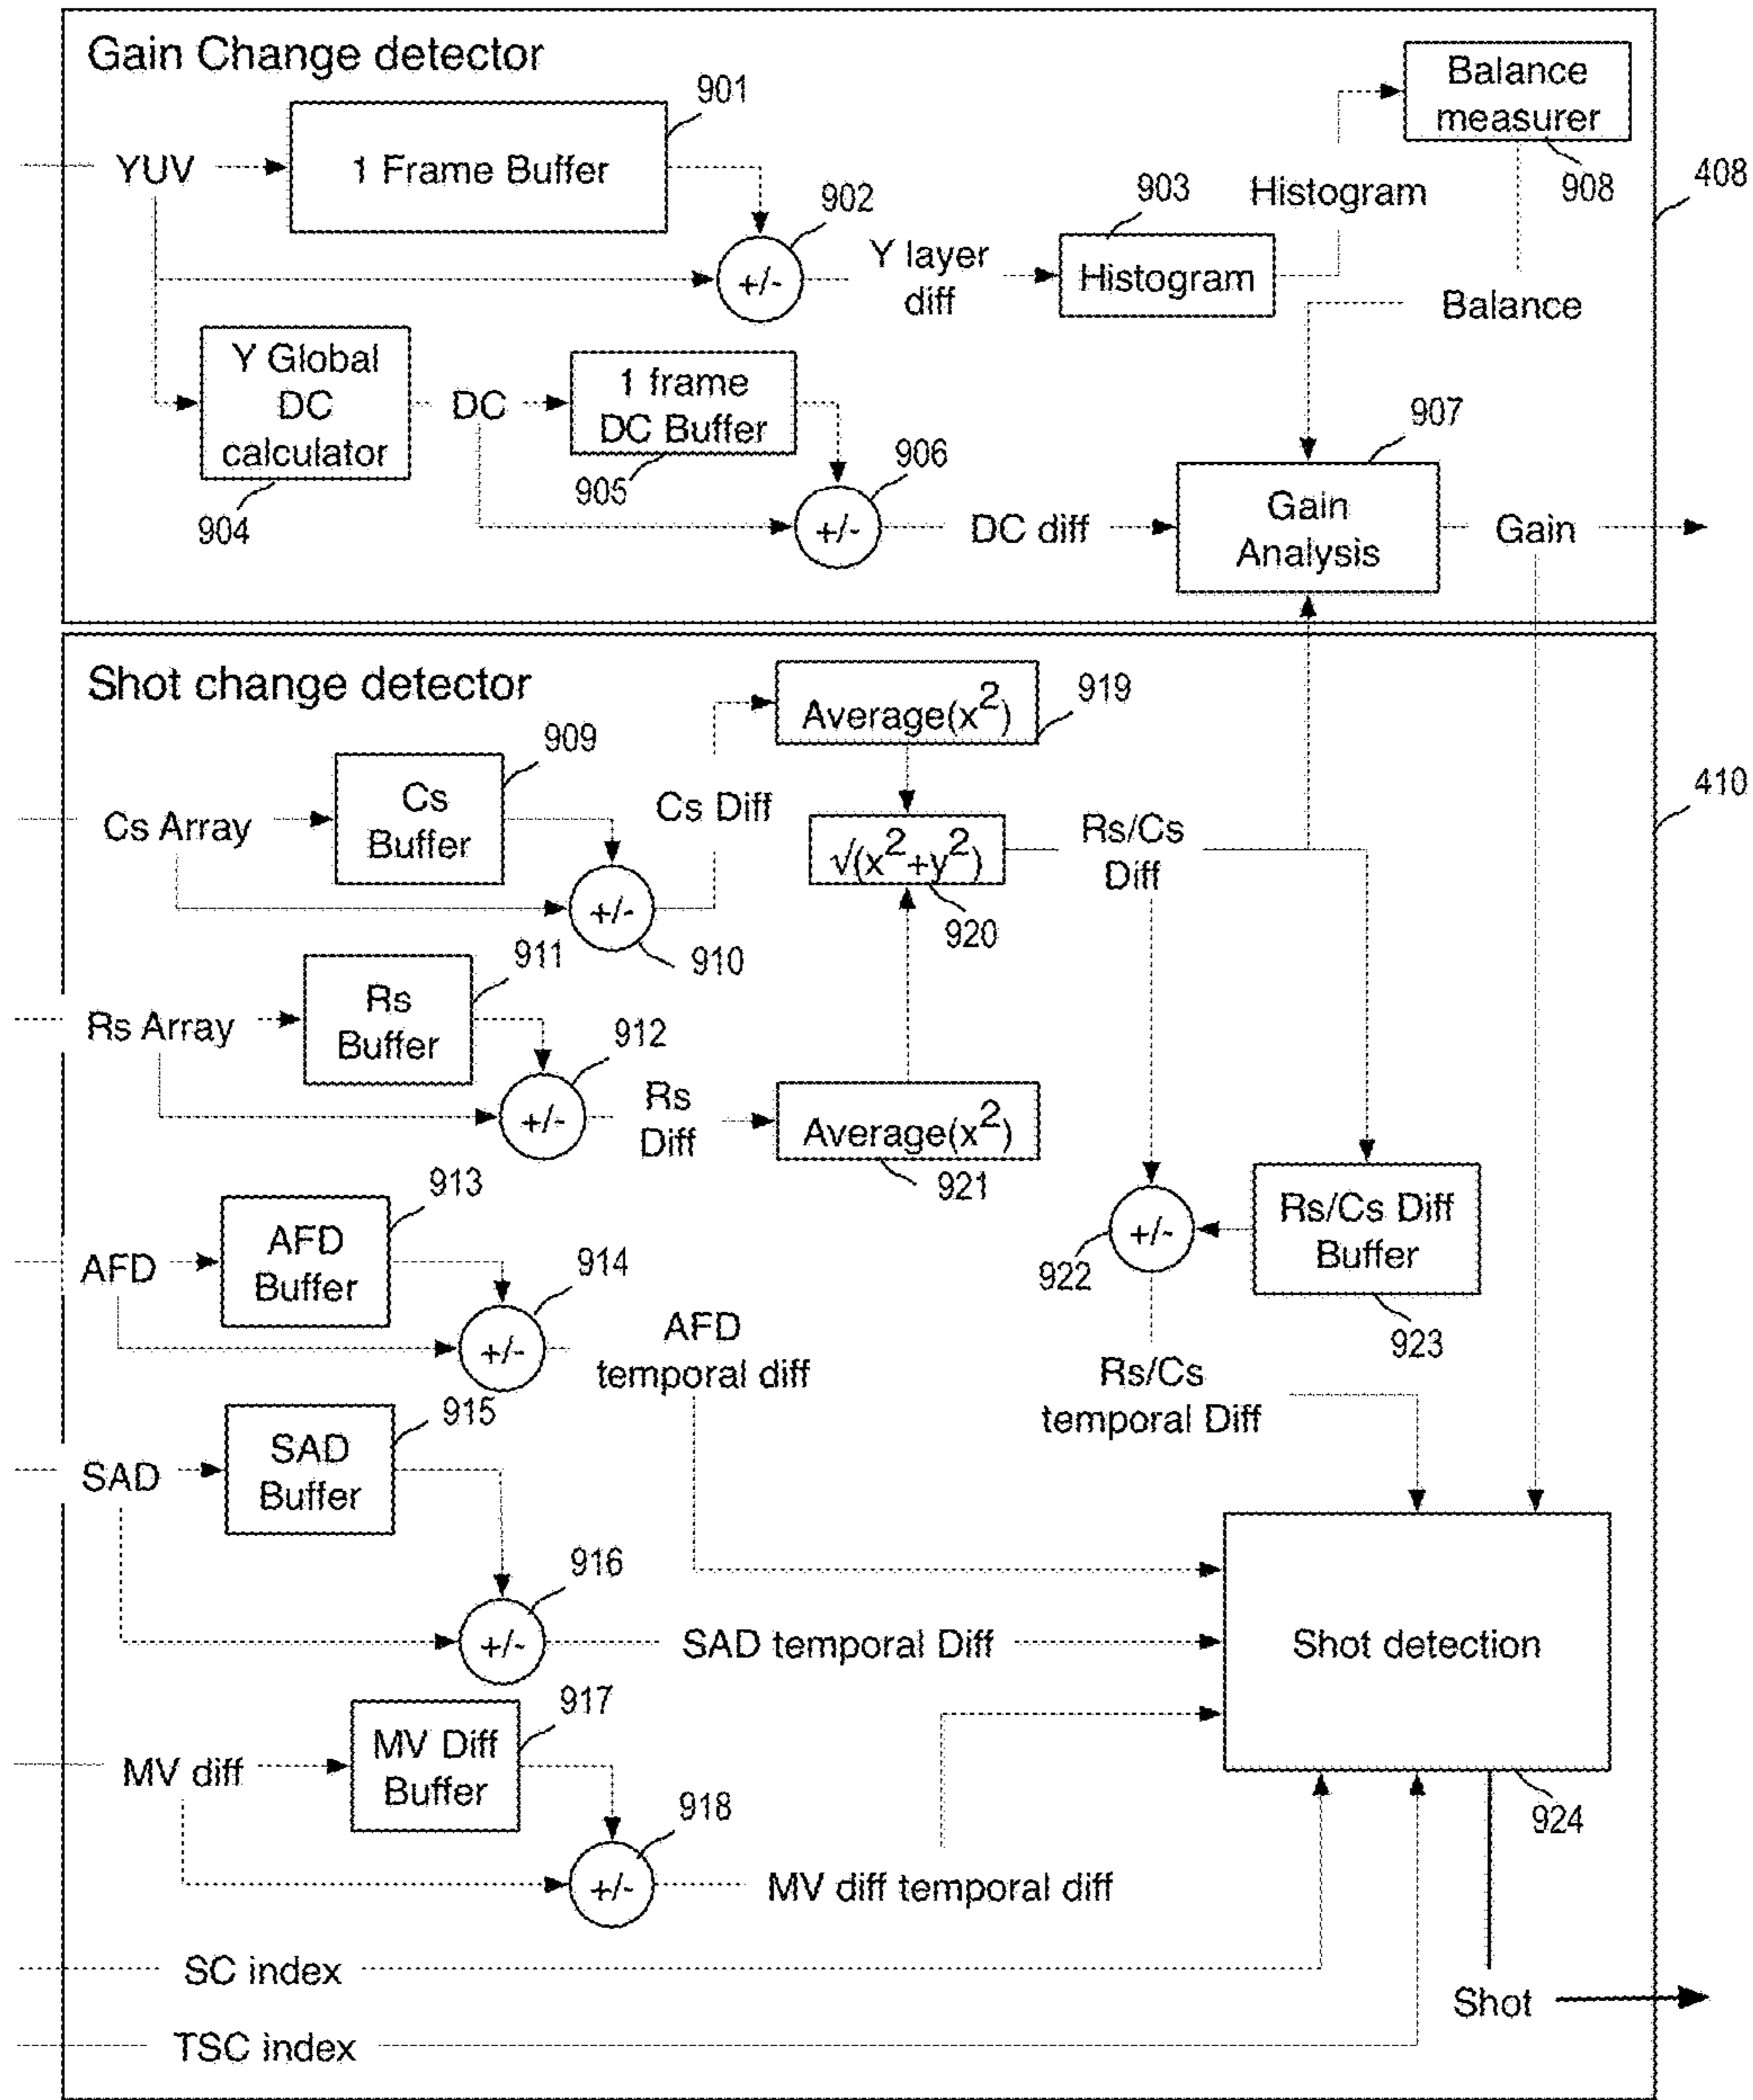 Gain Change detector
901
Balance
measurer
YUV
1 Frame Buffer
908
408
902
903
Histogram
+/-
Y layer
diff
Histogram
Balance
Y Global
DC
calculator
DC
1 frame
DC Buffer
907
904
905
906
+/-
DC diff
Gain
Analysis
Gain
Shot change detector
Average(x²)
919
909
Cs Array
Cs
Buffer
Cs Diff
410
√(x²+y²)
Rs/Cs
Diff
+/-
910
920
911
Rs Array
Rs
Buffer
912
+/-
Rs
Diff
Average(x²)
921
913
AFD
AFD
Buffer
914
+/-
AFD
temporal diff
+/-
922
Rs/Cs Diff
Buffer
923
Rs/Cs
temporal Diff
915
SAD
SAD
Buffer
916
+/-
SAD temporal Diff
Shot detection
917
MV diff
MV Diff
Buffer
918
924
+/-
MV diff temporal diff
SC index
Shot
TSC index